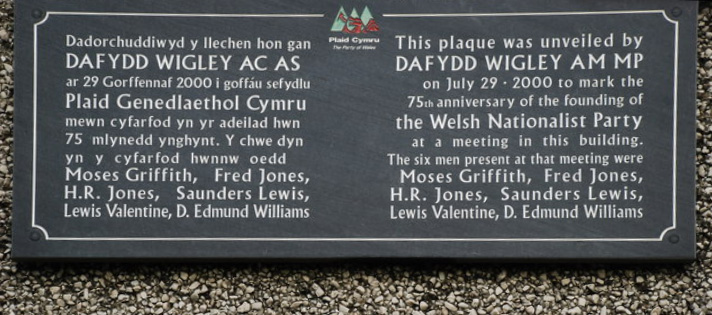 Plaid Cymru
The Party of Wales
Dadorchuddiwyd y llechen hon gan
DAFYDD WIGLEY AC AS
ar 29 Gorffennaf 2000 i goffáu sefydlu
Plaid Genedlaethol Cymru
mewn cyfarfod yn yr adeilad hwn
75 mlynedd ynghynt. Y chwe dyn
yn y cyfarfod hwnnw oedd
Moses Griffith, Fred Jones,
H.R. Jones, Saunders Lewis,
Lewis Valentine, D. Edmund Williams
This plaque was unveiled by
DAFYDD WIGLEY AM MP
on July 29 · 2000 to mark the
75th anniversary of the founding of
the Welsh Nationalist Party
at a meeting in this building.
The six men present at that meeting were
Moses Griffith, Fred Jones,
H.R. Jones, Saunders Lewis,
Lewis Valentine, D. Edmund Williams